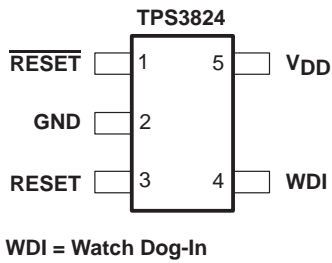 TPS3824
RESET 1 5 VDD
GND 2
RESET 3 4 WDI
WDI = Watch Dog-In